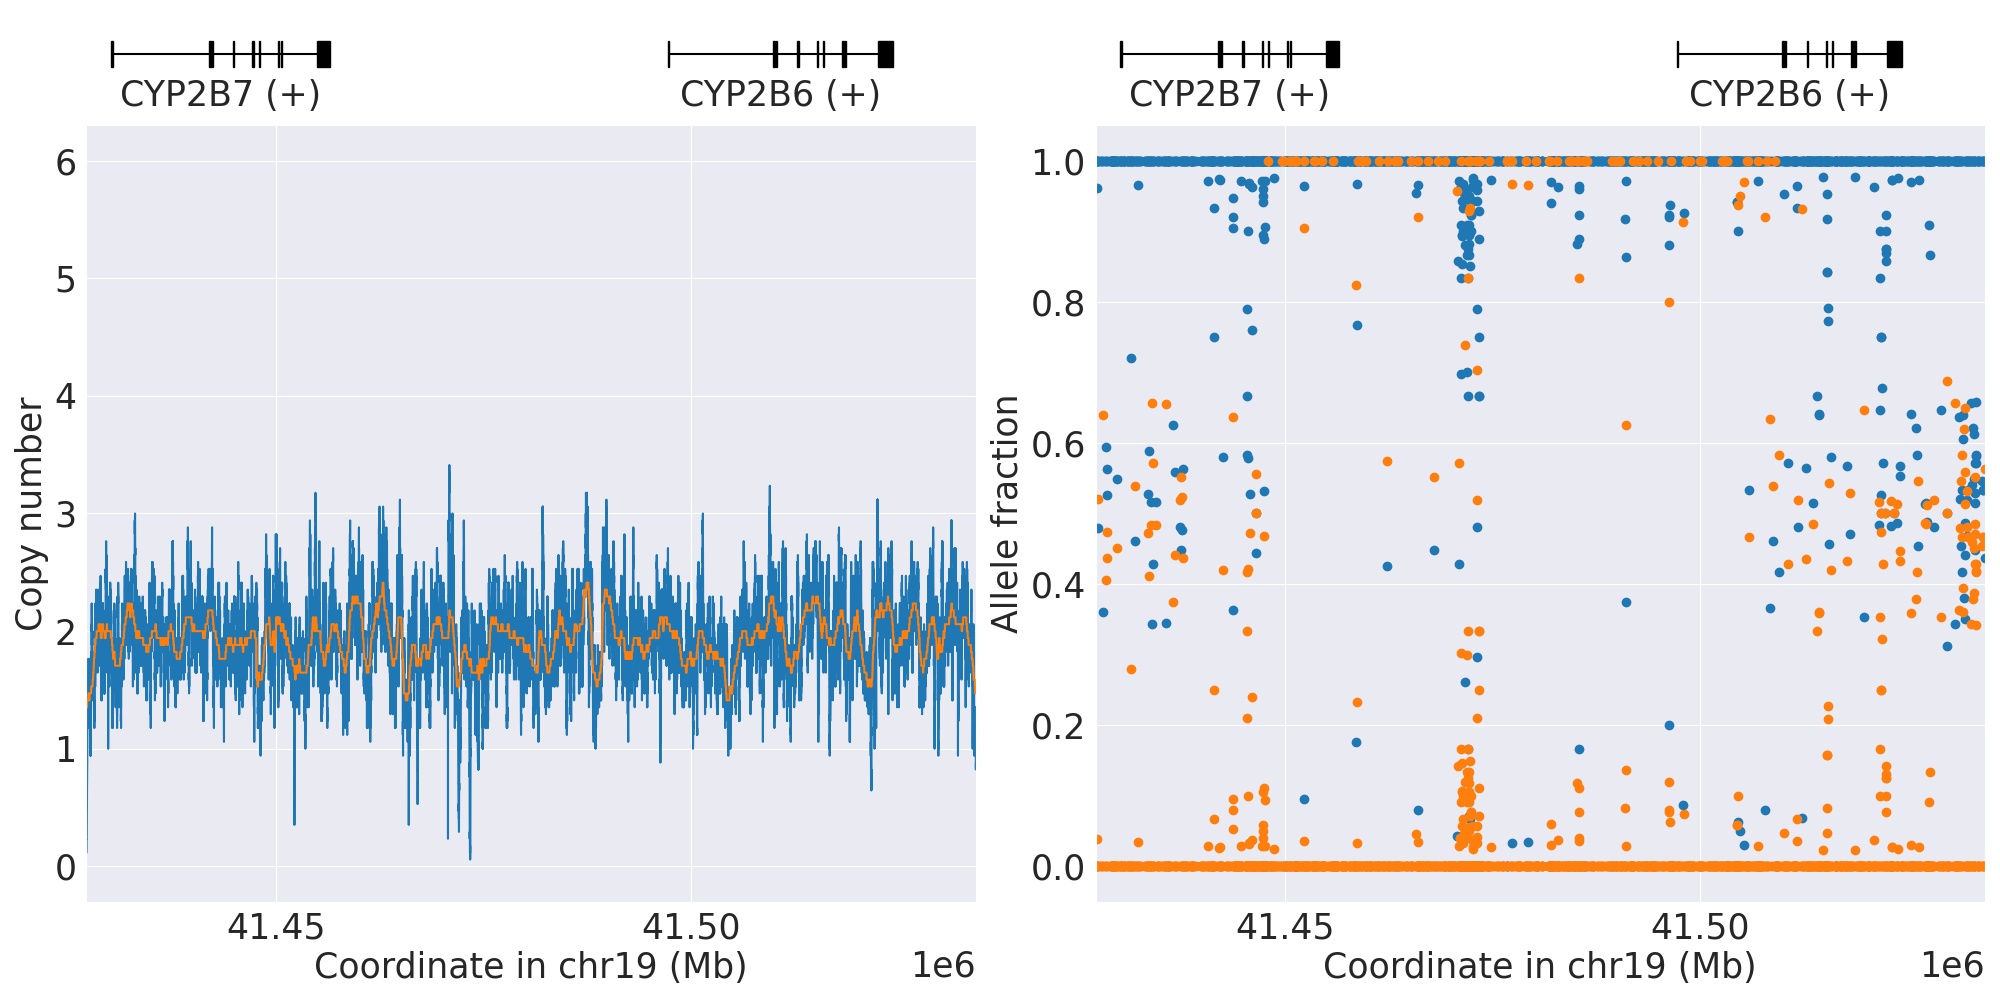 CYP2B7 (+) CYP2B6 (+)
CYP2B7 (+) CYP2B6 (+)
Copy number
6
5
4
3
2
1
0
41.45 41.50
Coordinate in chr19 (Mb) 1e6
Allele fraction
1.0
0.8
0.6
0.4
0.2
0.0
41.45 41.50
Coordinate in chr19 (Mb) 1e6